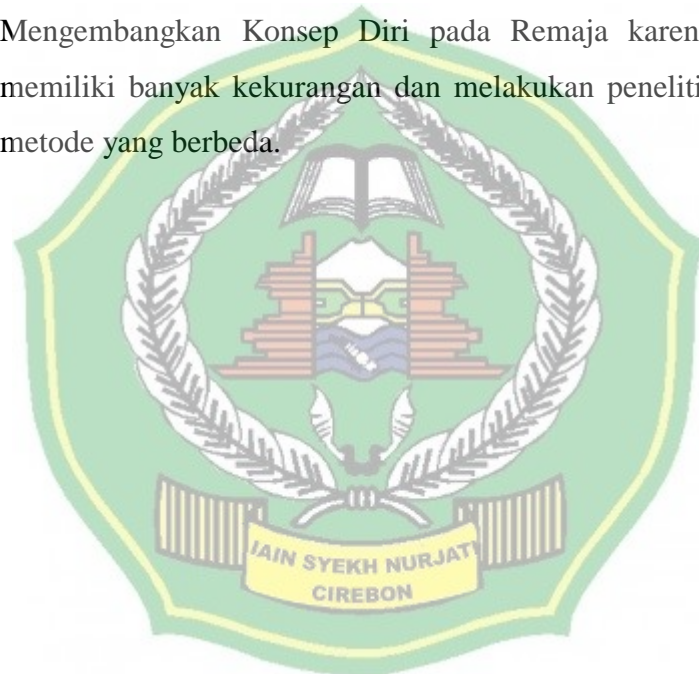 Mengembangkan Konsep Diri pada Remaja karen
memiliki banyak kekurangan dan melakukan peneliti
metode yang berbeda.
IAIN SYEKH NURJATI
CIREBON